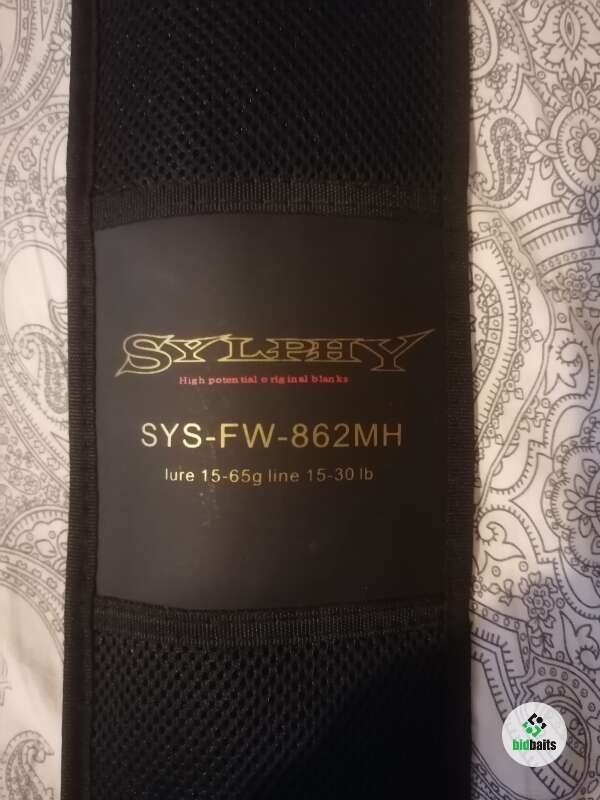 SYLPHY
High potential original blanks
SYS-FW-862MH
lure 15-65g line 15-30 lb
bidbaits